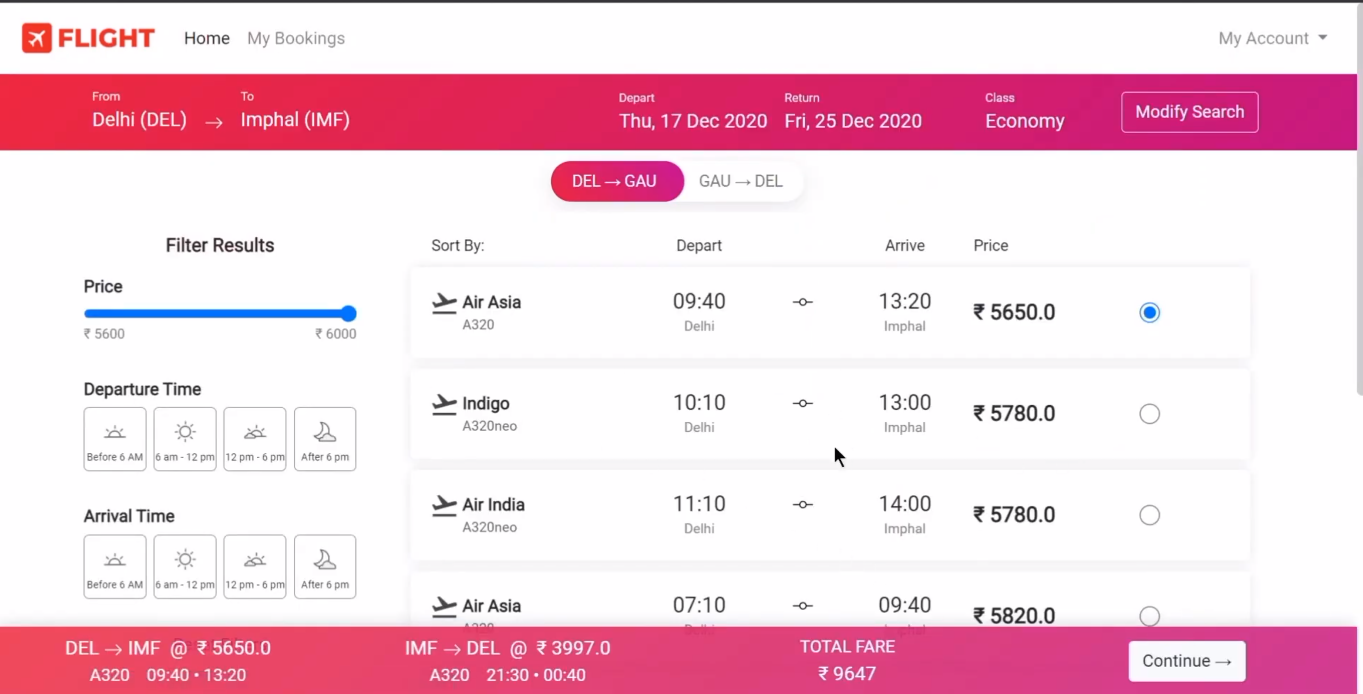 FLIGHT Home My Bookings My Account
From To Depart Return Class
Delhi (DEL) → Imphal (IMF) Thu, 17 Dec 2020 Fri, 25 Dec 2020 Economy Modify Search
DEL → GAU GAU → DEL
Filter Results
Price
₹ 5600 ₹ 6000
Departure Time
Before 6 AM 6 am - 12 pm 12 pm - 6 pm After 6 pm
Arrival Time
Before 6 AM 6 am - 12 pm 12 pm - 6 pm After 6 pm
Sort By: Depart Arrive Price
Air Asia 09:40 13:20 ₹ 5650.0
A320 Delhi Imphal
Indigo 10:10 13:00 ₹ 5780.0
A320neo Delhi Imphal
Air India 11:10 14:00 ₹ 5780.0
A320neo Delhi Imphal
Air Asia 07:10 09:40 ₹ 5820.0
A320 Delhi Imphal
DEL → IMF @ ₹ 5650.0 IMF → DEL @ ₹ 3997.0 TOTAL FARE
A320 09:40 • 13:20 A320 21:30 • 00:40 ₹ 9647
Continue →